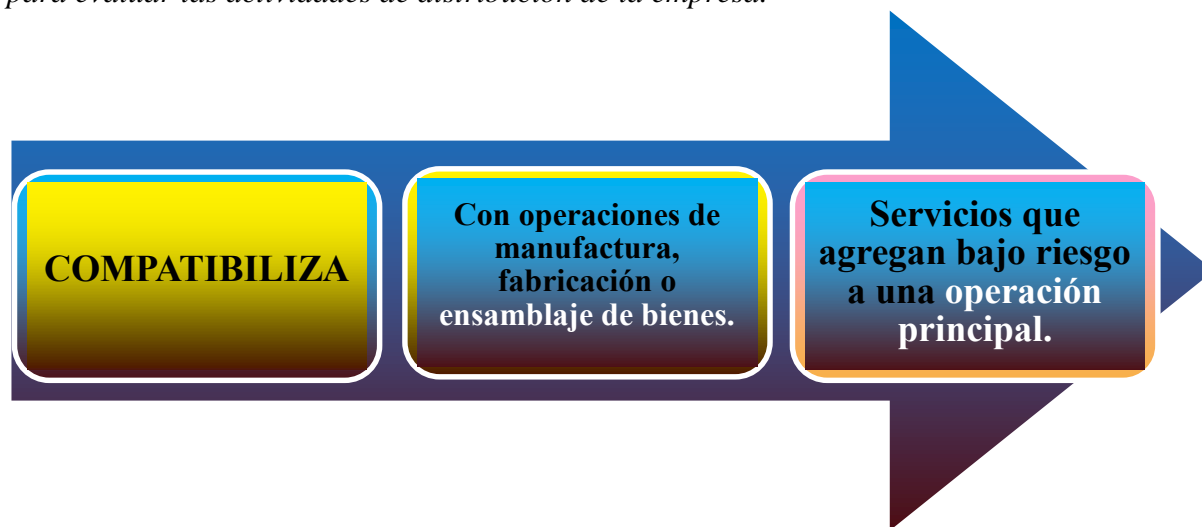 para evaluar las actividades de distribución de la empresa.
COMPATIBILIZA
Con operaciones de
manufactura,
fabricación o
ensamblaje de bienes.
Servicios que
agregan bajo riesgo
a una operación
principal.